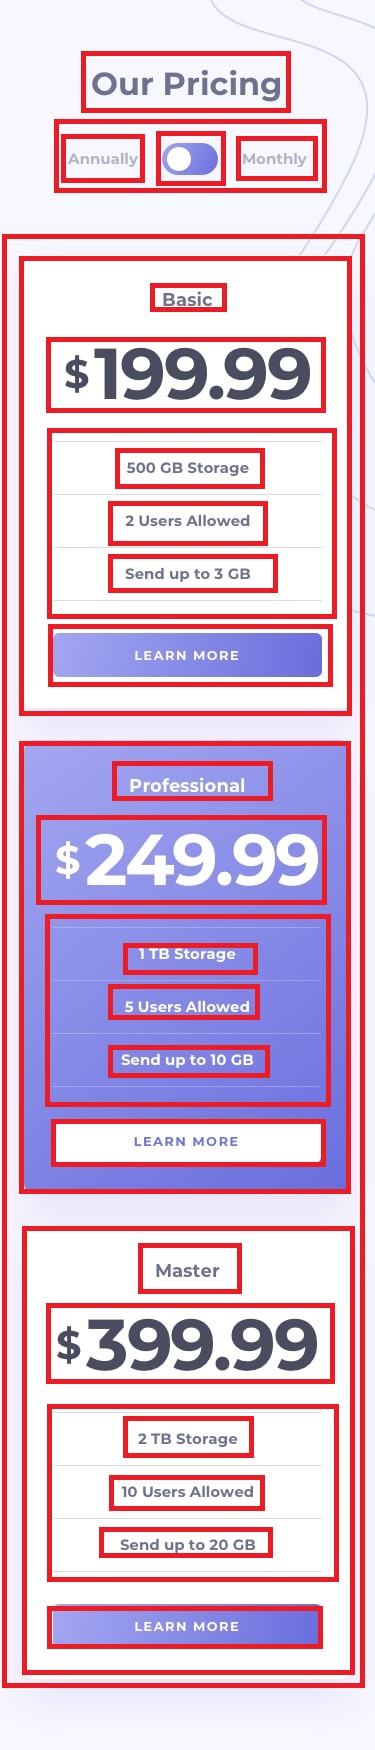 Our Pricing
Annually Monthly
Basic
$199.99
500 GB Storage
2 Users Allowed
Send up to 3 GB
LEARN MORE
Professional
$249.99
1 TB Storage
5 Users Allowed
Send up to 10 GB
LEARN MORE
Master
$399.99
2 TB Storage
10 Users Allowed
Send up to 20 GB
LEARN MORE